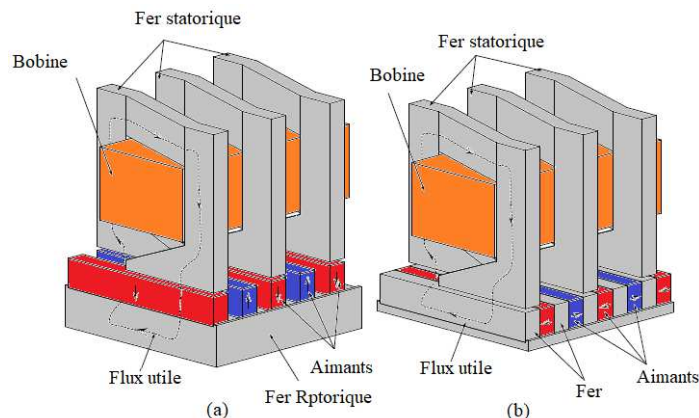 Fer statorique
Bobine
Flux utile
Aimants
Fer Rptorique
(a)
Fer statorique
Bobine
Flux utile
Aimants
Fer
(b)